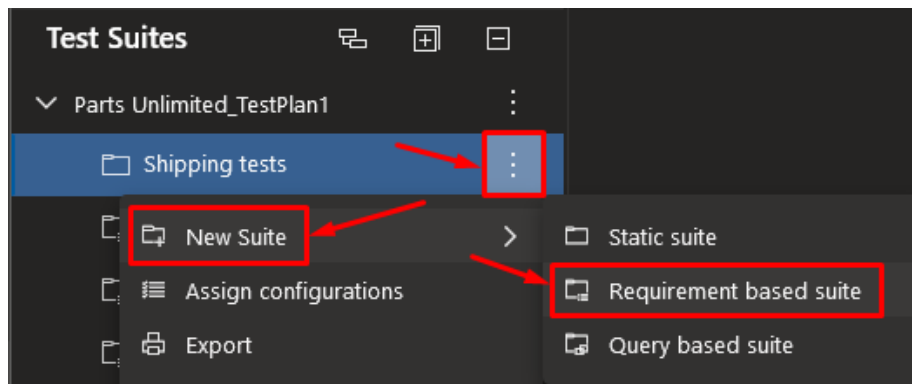 Test Suites
Parts Unlimited_TestPlan1
Shipping tests
New Suite
Static suite
Assign configurations
Requirement based suite
Export
Query based suite